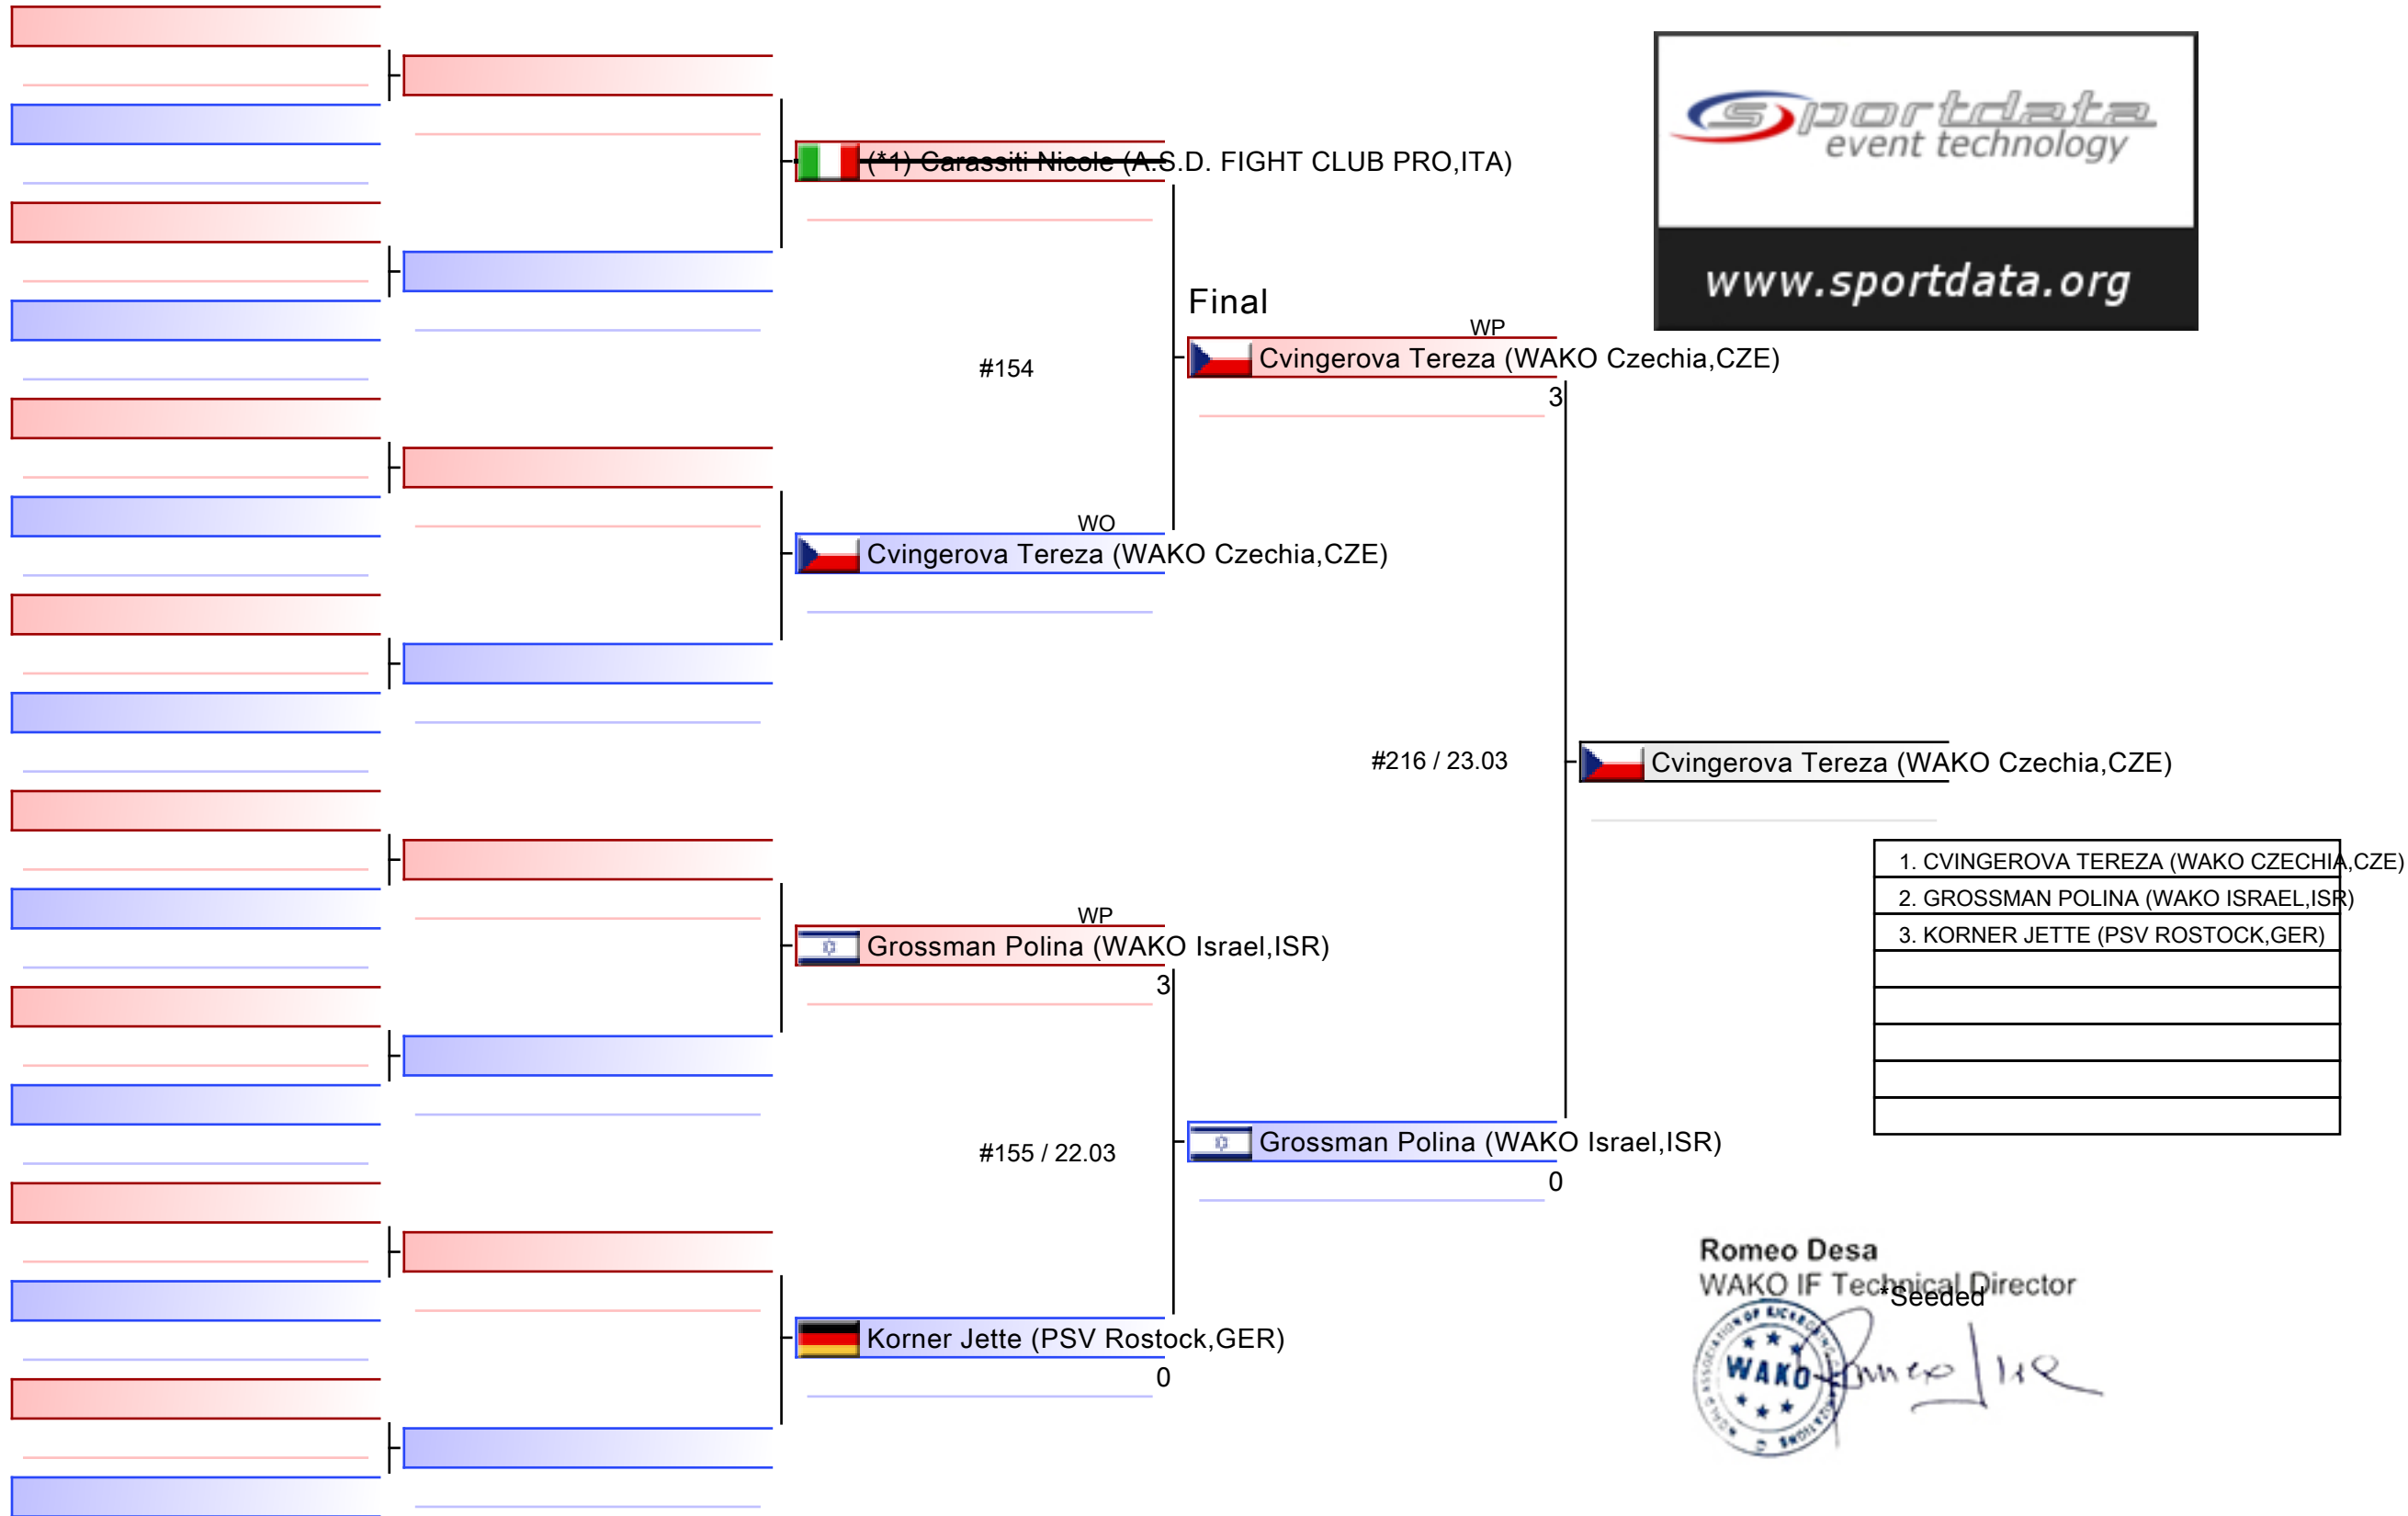 sportdata
event technology
www.sportdata.org
(*1) Carassiti Nicole (A.S.D. FIGHT CLUB PRO,ITA)
#154
WO
Cvingerova Tereza (WAKO Czechia,CZE)
WP
Grossman Polina (WAKO Israel,ISR)
3
#155 / 22.03
Korner Jette (PSV Rostock,GER)
0
Final
WP
Cvingerova Tereza (WAKO Czechia,CZE)
3
#216 / 23.03
Grossman Polina (WAKO Israel,ISR)
0
Cvingerova Tereza (WAKO Czechia,CZE)
1. CVINGEROVA TEREZA (WAKO CZECHIA,CZE)
2. GROSSMAN POLINA (WAKO ISRAEL,ISR)
3. KORNER JETTE (PSV ROSTOCK,GER)
Romeo Desa
WAKO IF Technical Director
*Seeded
WAKO